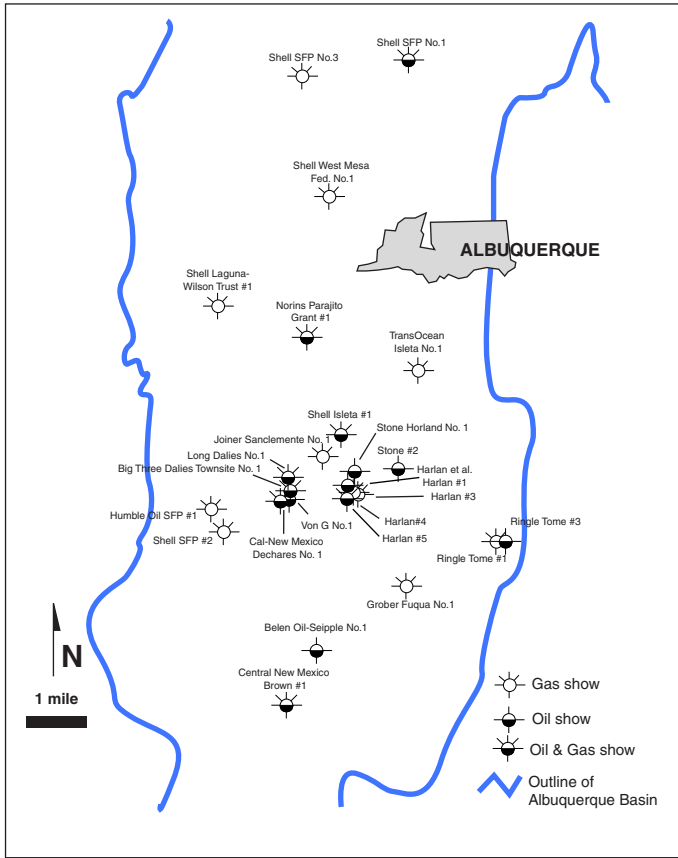 Shell SFP No.1
Shell SFP No.3
Shell West Mesa
Fed. No.1
ALBUQUERQUE
Shell Laguna-
Wilson Trust #1
Norins Parajito
Grant #1
TransOcean
Isleta No.1
Shell Isleta #1
Stone Horland No. 1
Joiner Sanclemente No. 1
Long Dalies No.1
Stone #2
Big Three Dalies Townsite No. 1
Harlan et al.
Harlan #1
Harlan #3
Humble Oil SFP #1
Von G No.1
Harlan#4
Ringle Tome #3
Shell SFP #2
Cal-New Mexico
Dechares No. 1
Harlan #5
Ringle Tome #1
Grober Fuqua No.1
Belen Oil-Seipple No.1
N
Central New Mexico
Brown #1
1 mile
Gas show
Oil show
Oil & Gas show
Outline of
Albuquerque Basin